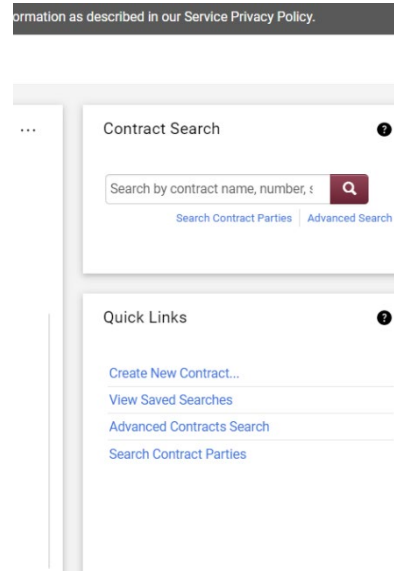 ormation as described in our Service Privacy Policy.
...
Contract Search
?
Search by contract name, number, s
Search Contract Parties
Advanced Search
Quick Links
?
Create New Contract...
View Saved Searches
Advanced Contracts Search
Search Contract Parties